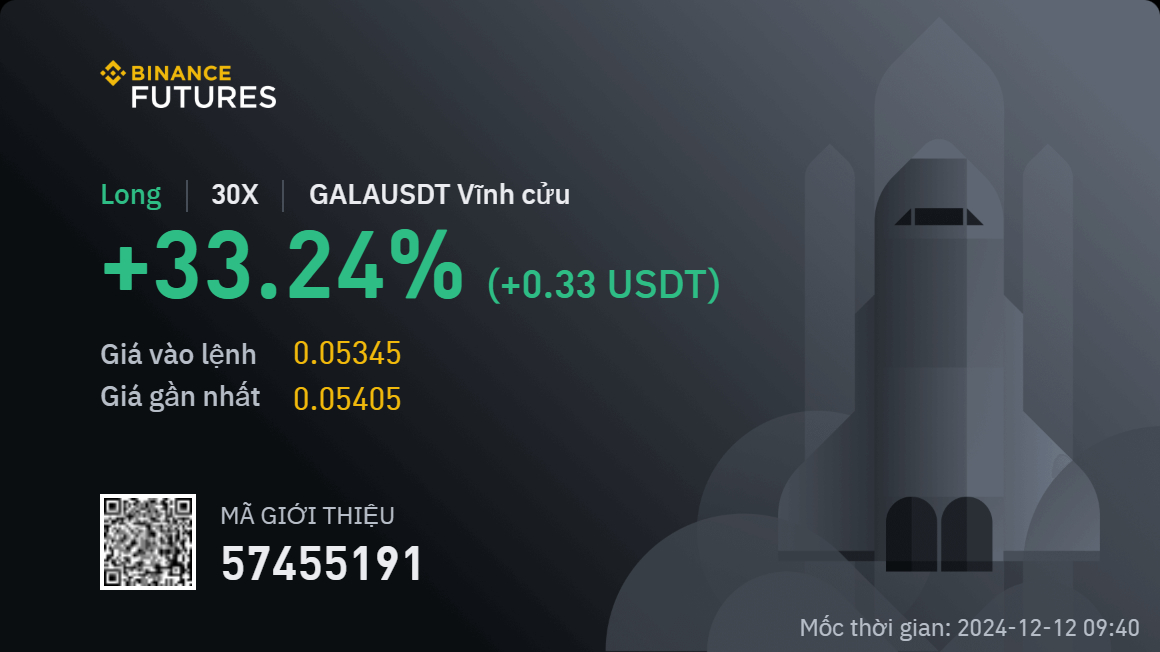 BINANCE
FUTURES
Long | 30X | GALAUSDT Vĩnh cửu
+33.24% (+0.33 USDT)
Giá vào lệnh 0.05345
Giá gần nhất 0.05405
MÃ GIỚI THIỆU
57455191
Mốc thời gian: 2024-12-12 09:40